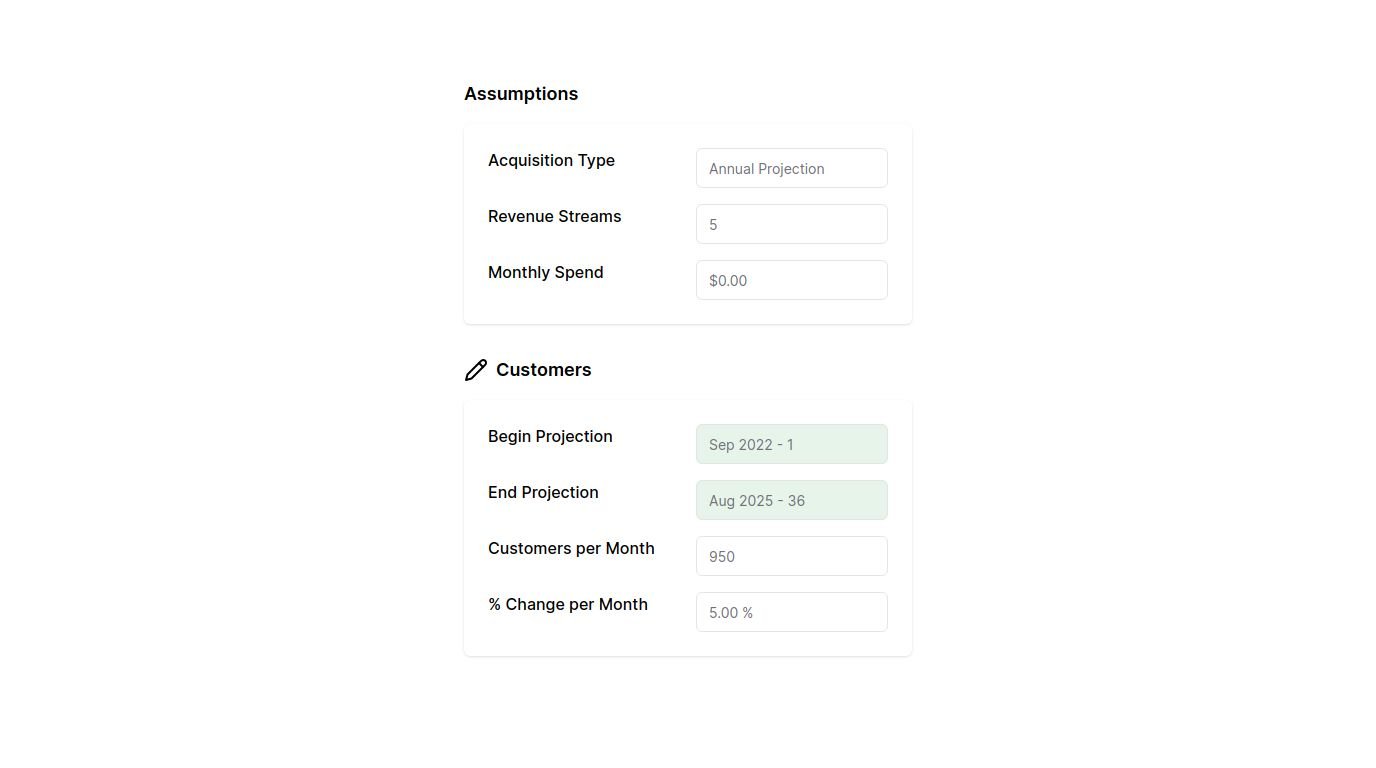 Assumptions
Acquisition Type
Annual Projection
Revenue Streams
5
Monthly Spend
$0.00
Customers
Begin Projection
Sep 2022 - 1
End Projection
Aug 2025 - 36
Customers per Month
950
% Change per Month
5.00 %